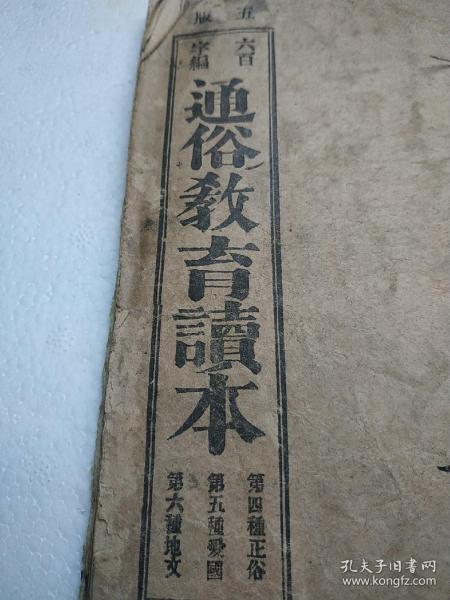 五版
六百
字編
通俗教育讀本
第四種正俗
第五種愛國
第六種地文
孔夫子旧书网
www.kongfz.com